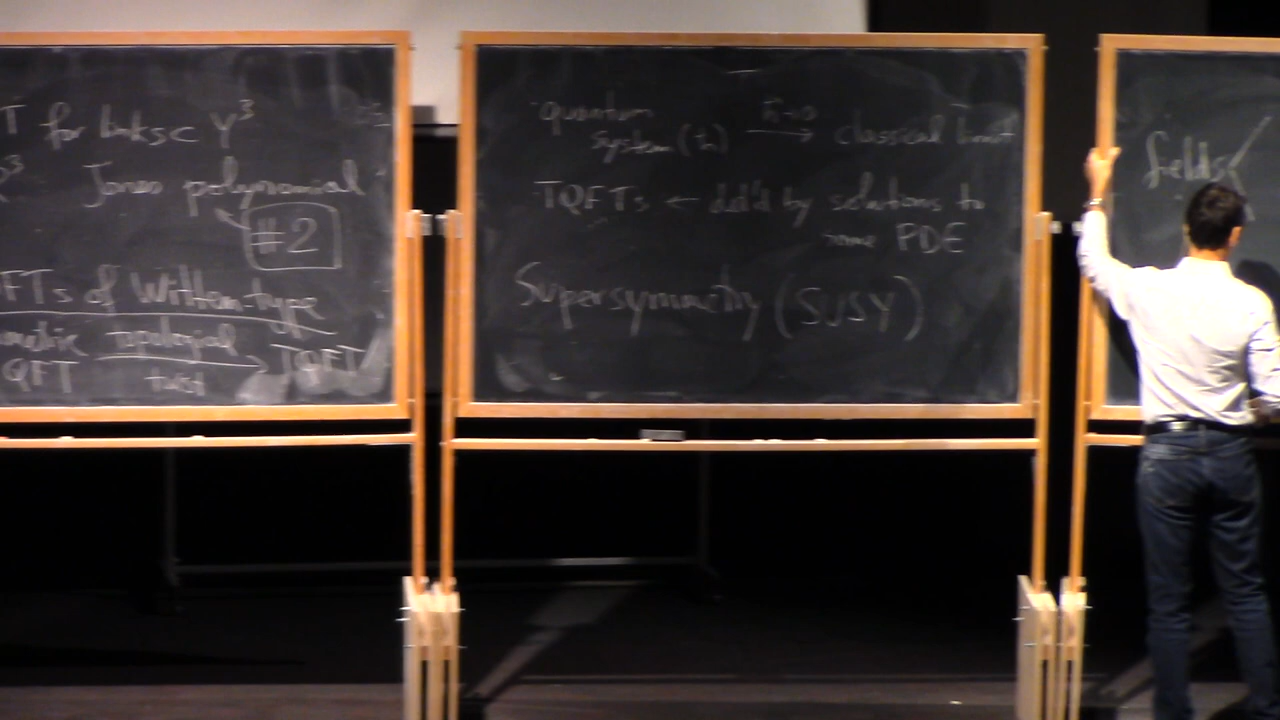 T for links ⊂ Y³
Jones polynomial
#2
FTs of Witten-type
topological
QFT twist → TQFT
quantum ħ→0
system (ħ) → classical limit
TQFTs ← det'd by solutions to
some PDE
Supersymmetry (SUSY)
fields